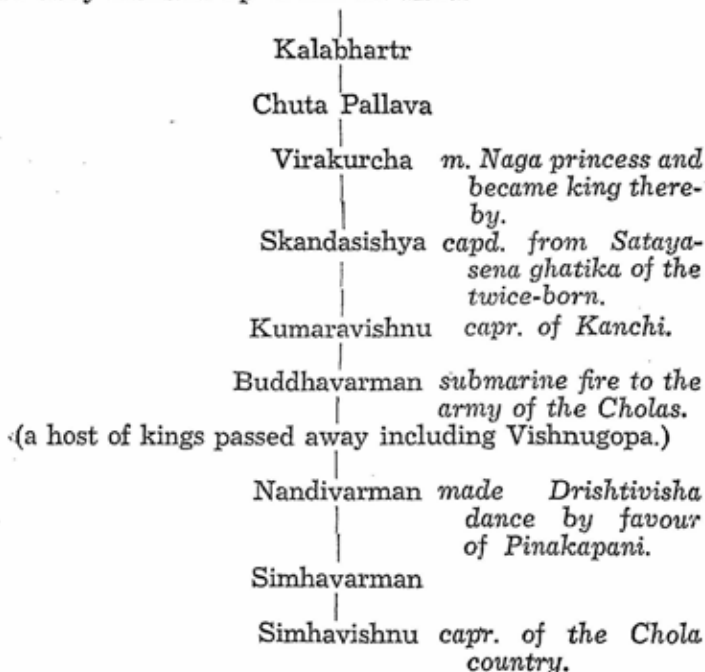 Kalabhartr
Chuta Pallava
Virakurcha m. Naga princess and
became king there-
by.
Skandasishya capd. from Sataya-
sena ghatika of the
twice-born.
Kumaravishnu capr. of Kanchi.
Buddhavarman submarine fire to the
army of the Cholas.
(a host of kings passed away including Vishnugopa.)
Nandivarman made Drishtivisha
dance by favour
of Pinakapani.
Simhavarman
Simhavishnu capr. of the Chola
country.